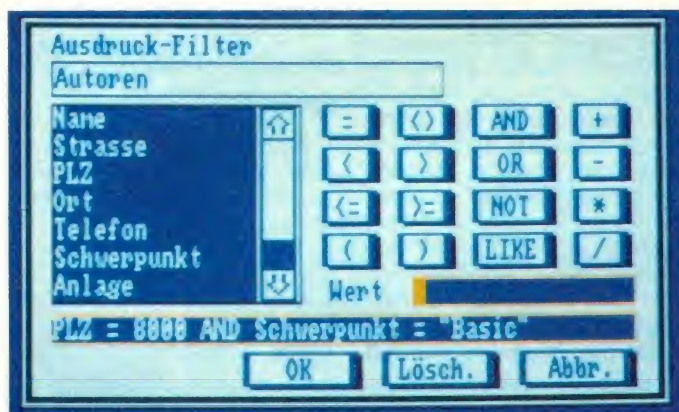 Ausdruck-Filter
Autoren
Name
Strasse
PLZ
Ort
Telefon
Schwerpunkt
Anlage
= <> AND +
< > OR -
<= >= NOT *
( ) LIKE /
Wert
PLZ = 8000 AND Schwerpunkt = "Basic"
OK Lösch. Abbr.